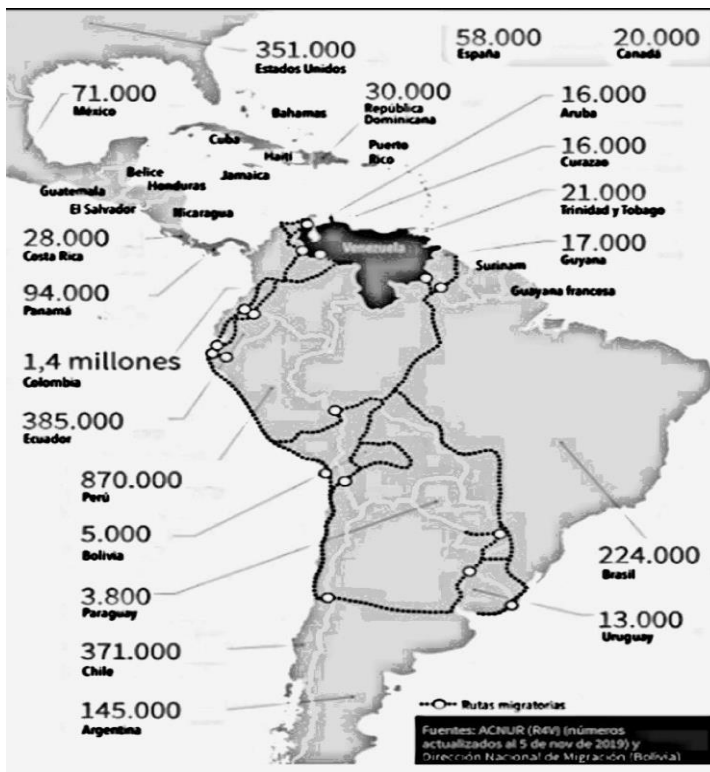 351.000
Estados Unidos
58.000
España
20.000
Canadá
71.000
México
30.000
República
Dominicana
16.000
Aruba
Bahamas
Cuba
Haití
Puerto
Rico
Jamaica
16.000
Curazao
Belice
Guatemala
Honduras
El Salvador
Nicaragua
21.000
Trinidad y Tobago
28.000
Costa Rica
Venezuela
17.000
Guyana
Surinam
Guayana francesa
94.000
Panamá
1,4 millones
Colombia
385.000
Ecuador
870.000
Perú
5.000
Bolivia
3.800
Paraguay
224.000
Brasil
13.000
Uruguay
371.000
Chile
145.000
Argentina
Rutas migratorias
Fuentes: ACNUR (R4V) (números
actualizados al 5 de nov de 2019) y
Dirección Nacional de Migración (Bolivia)